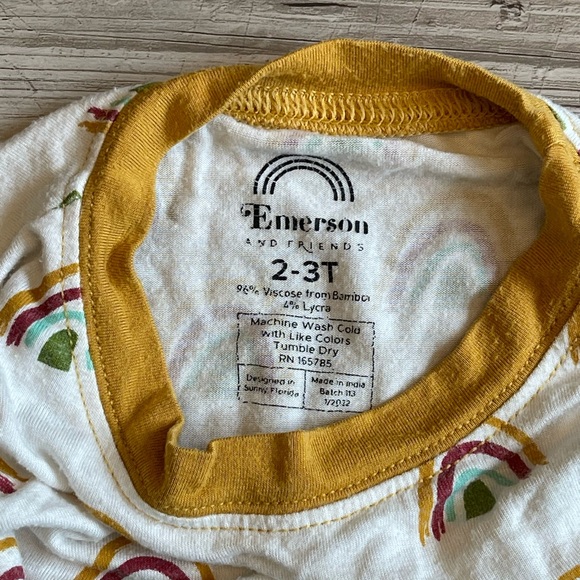 Emerson
AND FRIENDS
2-3T
96% Viscose from Bamboo
4% Lycra
Machine Wash Cold
with Like Colors
Tumble Dry
RN 165785
Designed in
Sunny Florida
Made in India
Batch 113
1/2022